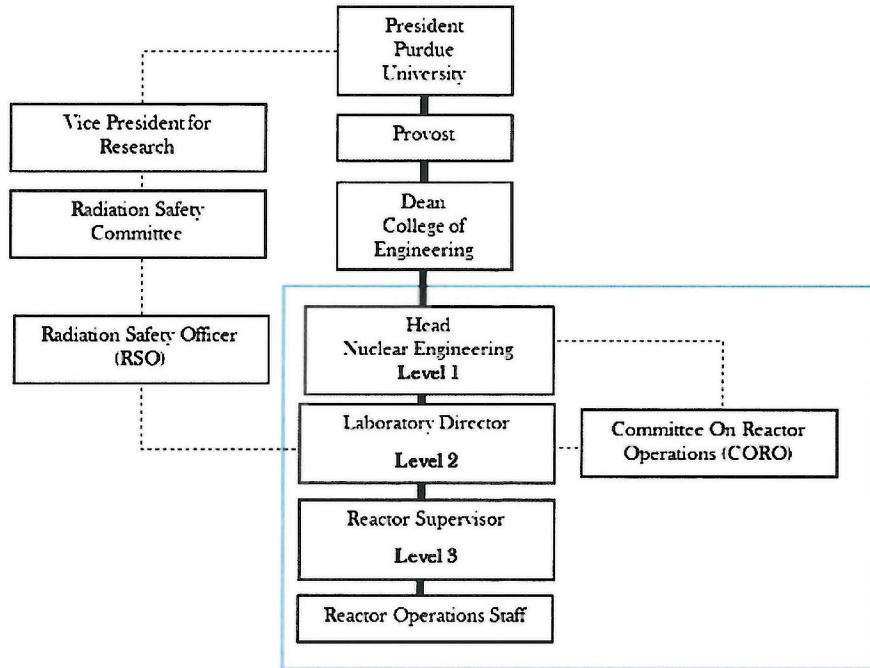 President
Purdue
University
Vice President for
Research
Provost
Radiation Safety
Committee
Dean
College of
Engineering
Radiation Safety Officer
(RSO)
Head
Nuclear Engineering
Level 1
Laboratory Director
Level 2
Committee On Reactor
Operations (CORO)
Reactor Supervisor
Level 3
Reactor Operations Staff